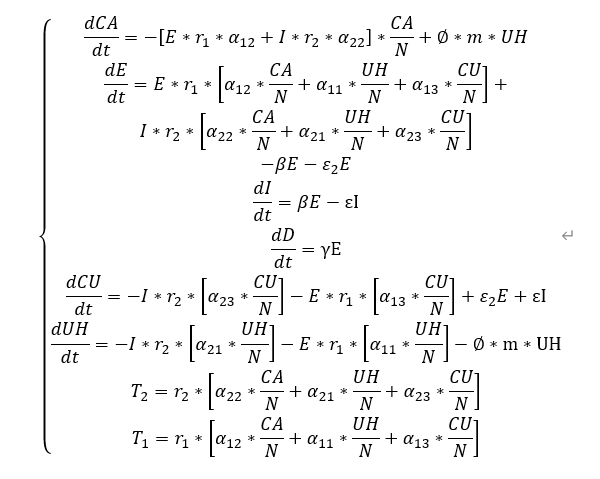 dCA/dt = −[E ∗ r₁ ∗ α₁₂ + I ∗ r₂ ∗ α₂₂] ∗ CA/N + Ø ∗ m ∗ UH
dE/dt = E ∗ r₁ ∗ [α₁₂ ∗ CA/N + α₁₁ ∗ UH/N + α₁₃ ∗ CU/N] +
I ∗ r₂ ∗ [α₂₂ ∗ CA/N + α₂₁ ∗ UH/N + α₂₃ ∗ CU/N]
−βE − ε₂E
dI/dt = βE − εI
dD/dt = γE
dCU/dt = −I ∗ r₂ ∗ [α₂₃ ∗ CU/N] − E ∗ r₁ ∗ [α₁₃ ∗ CU/N] + ε₂E + εI
dUH/dt = −I ∗ r₂ ∗ [α₂₁ ∗ UH/N] − E ∗ r₁ ∗ [α₁₁ ∗ UH/N] − Ø ∗ m ∗ UH
T₂ = r₂ ∗ [α₂₂ ∗ CA/N + α₂₁ ∗ UH/N + α₂₃ ∗ CU/N]
T₁ = r₁ ∗ [α₁₂ ∗ CA/N + α₁₁ ∗ UH/N + α₁₃ ∗ CU/N]